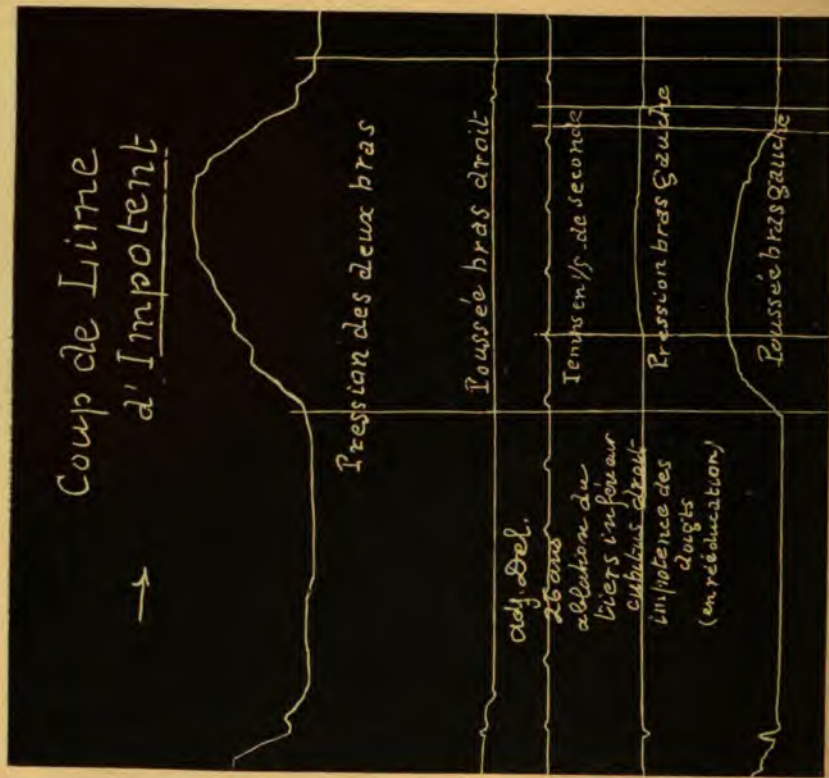 Coup de Lime
d'Impotent
Pression des deux bras
Poussée bras droit
Temps en 1/5 de seconde
Pression bras gauche
Poussée bras gauche
adj. Del.
26 ans
ablation du
tiers inférieur
cubitus droit
impotence des
doigts
(en rééducation)